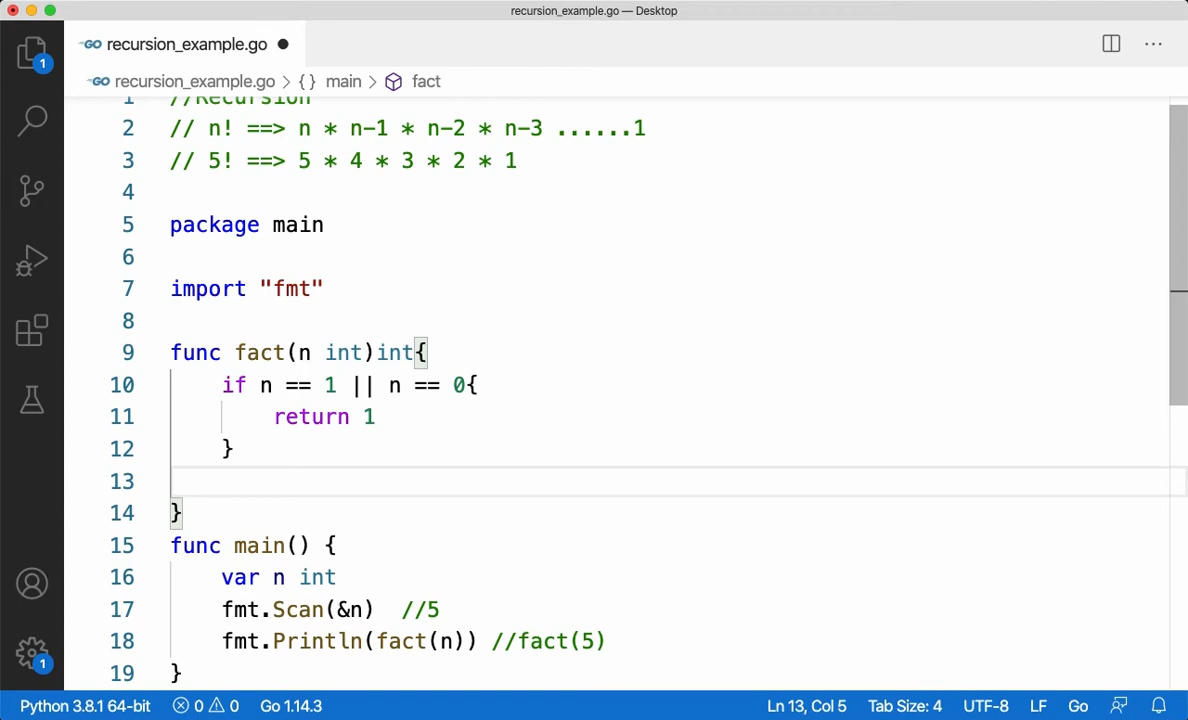 recursion_example.go — Desktop
GO recursion_example.go
1
GO recursion_example.go > {} main > fact
1 //Recursion
2 // n! ==> n * n-1 * n-2 * n-3 ......1
3 // 5! ==> 5 * 4 * 3 * 2 * 1
4
5 package main
6
7 import "fmt"
8
9 func fact(n int)int{
10 if n == 1 || n == 0{
11 return 1
12 }
13
14 }
15 func main() {
16 var n int
17 fmt.Scan(&n) //5
18 fmt.Println(fact(n)) //fact(5)
19 }
1
Python 3.8.1 64-bit 0 0 Go 1.14.3 Ln 13, Col 5 Tab Size: 4 UTF-8 LF Go